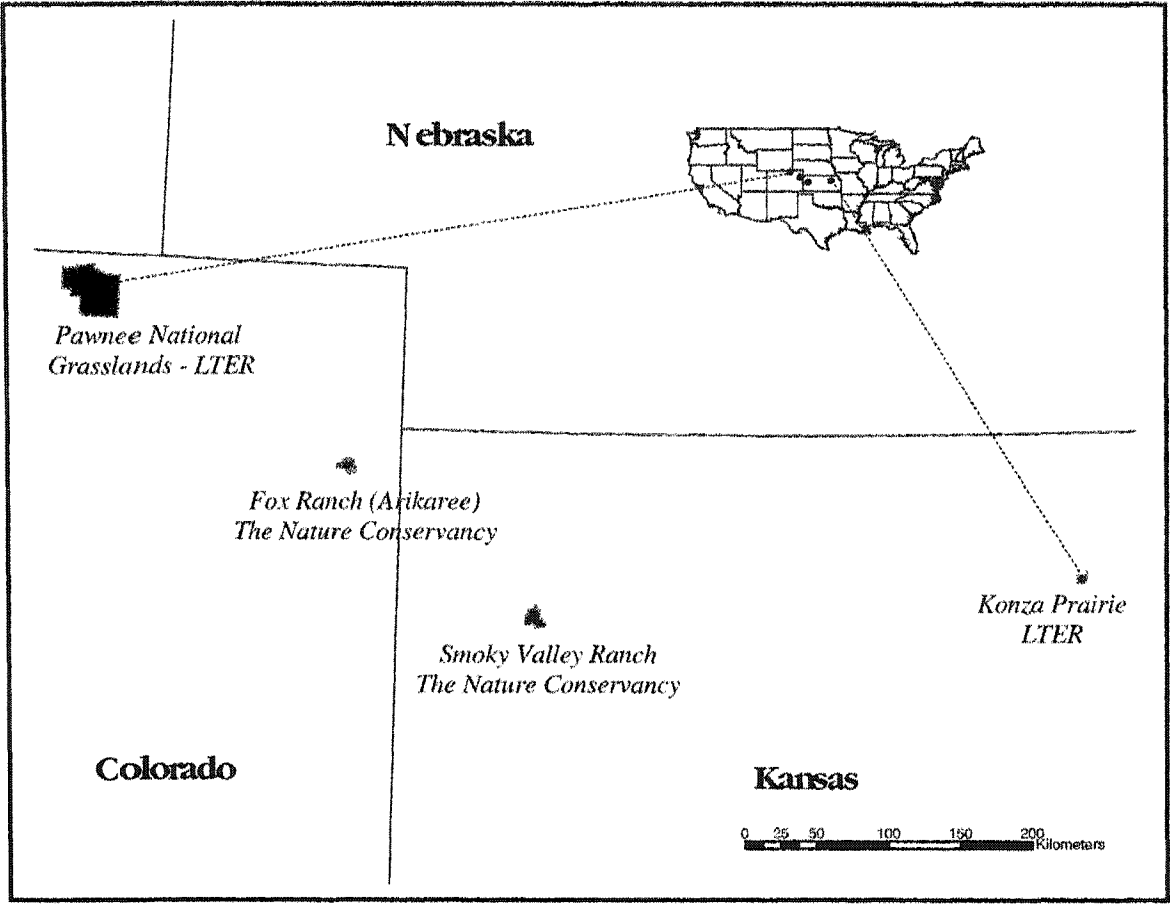 Nebraska
Pawnee National
Grasslands - LTER
Fox Ranch (Arikaree)
The Nature Conservancy
Konza Prairie
LTER
Smoky Valley Ranch
The Nature Conservancy
Colorado
Kansas
0 25 50 100 150 200
Kilometers